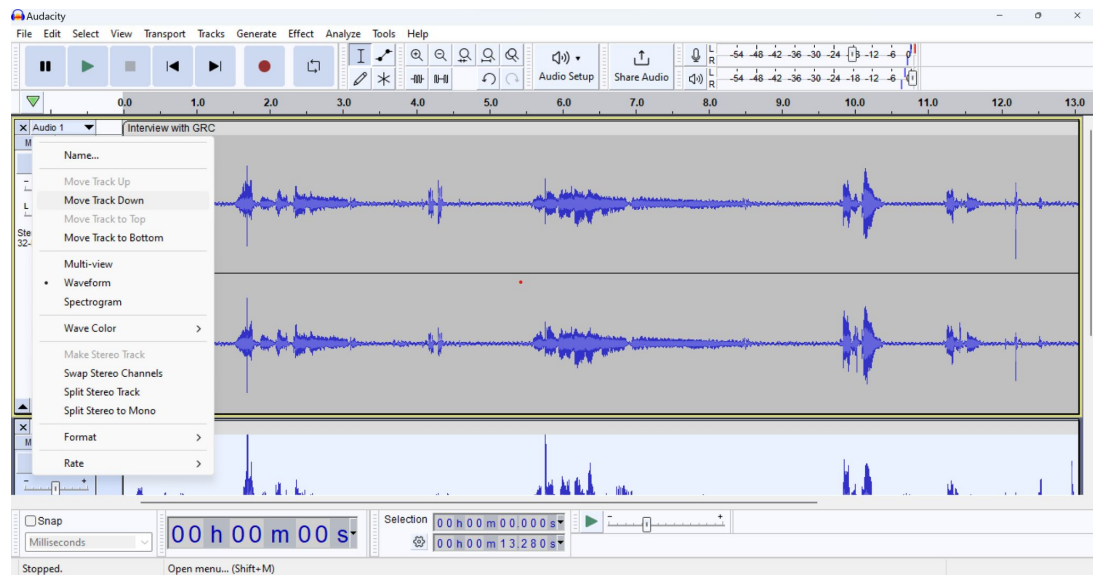 Audacity
File Edit Select View Transport Tracks Generate Effect Analyze Tools Help
Audio Setup
Share Audio
L
R
-54 -48 -42 -36 -30 -24 -18 -12 -6 0
L
R
-54 -48 -42 -36 -30 -24 -18 -12 -6 0
0.0 1.0 2.0 3.0 4.0 5.0 6.0 7.0 8.0 9.0 10.0 11.0 12.0 13.0
Audio 1
Interview with GRC
Name...
Move Track Up
Move Track Down
Move Track to Top
Move Track to Bottom
Multi-view
Waveform
Spectrogram
Wave Color
Make Stereo Track
Swap Stereo Channels
Split Stereo Track
Split Stereo to Mono
Format
Rate
L
Ste
32-
M
M
Snap
Milliseconds
00 h 00 m 00 s
Selection
00 h 00 m 00.000 s
00 h 00 m 13.280 s
Stopped.
Open menu... (Shift+M)